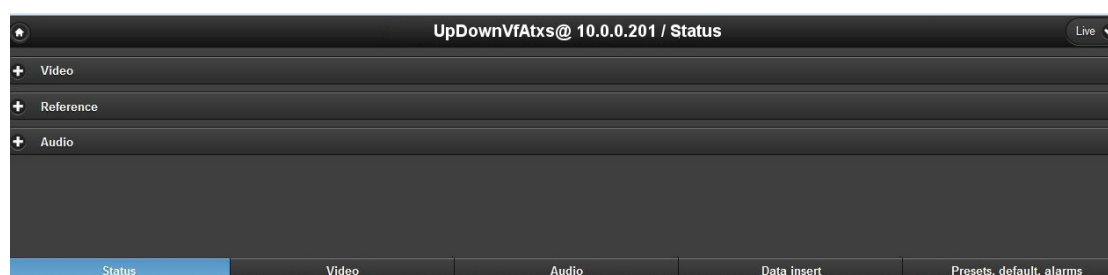 UpDownVfAtxs@ 10.0.0.201 / Status
Live
Video
Reference
Audio
Status Video Audio Data insert Presets, default, alarms